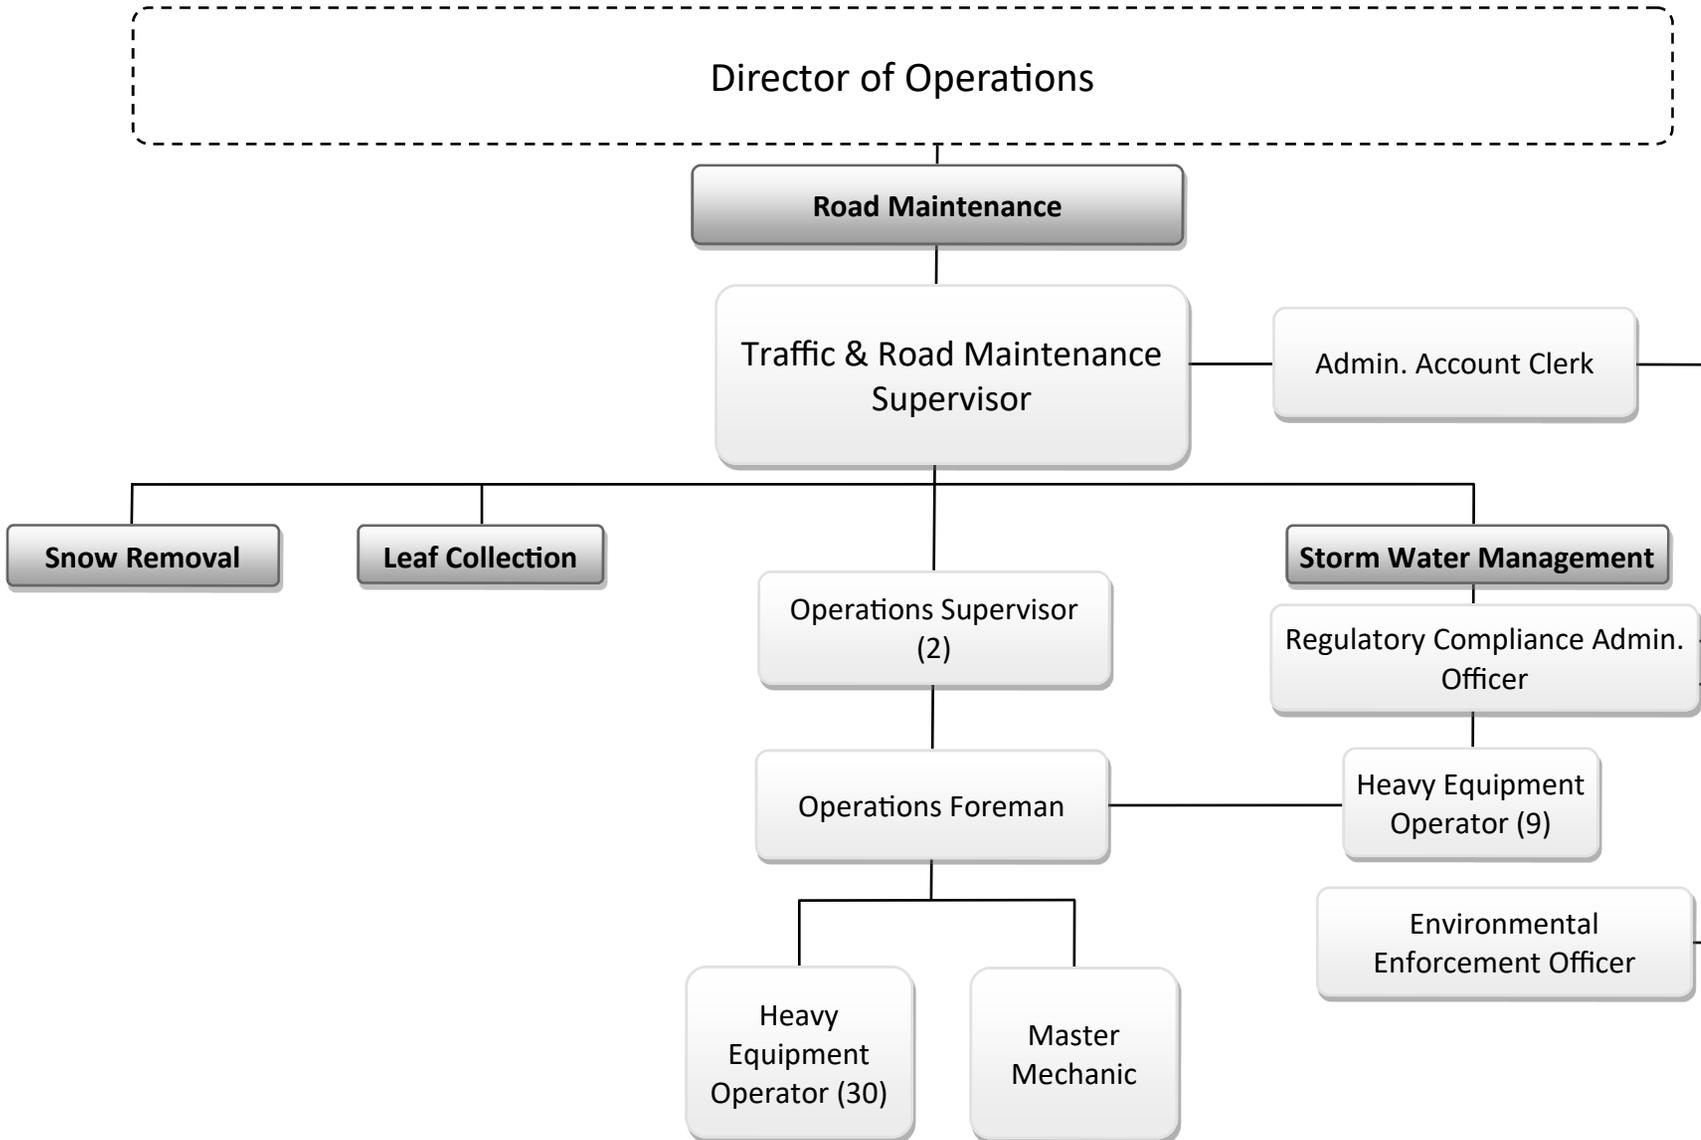 Director of Operations
Road Maintenance
Traffic & Road Maintenance
Supervisor
Admin. Account Clerk
Snow Removal
Leaf Collection
Storm Water Management
Operations Supervisor
(2)
Regulatory Compliance Admin.
Officer
Operations Foreman
Heavy Equipment
Operator (9)
Environmental
Enforcement Officer
Heavy
Equipment
Operator (30)
Master
Mechanic